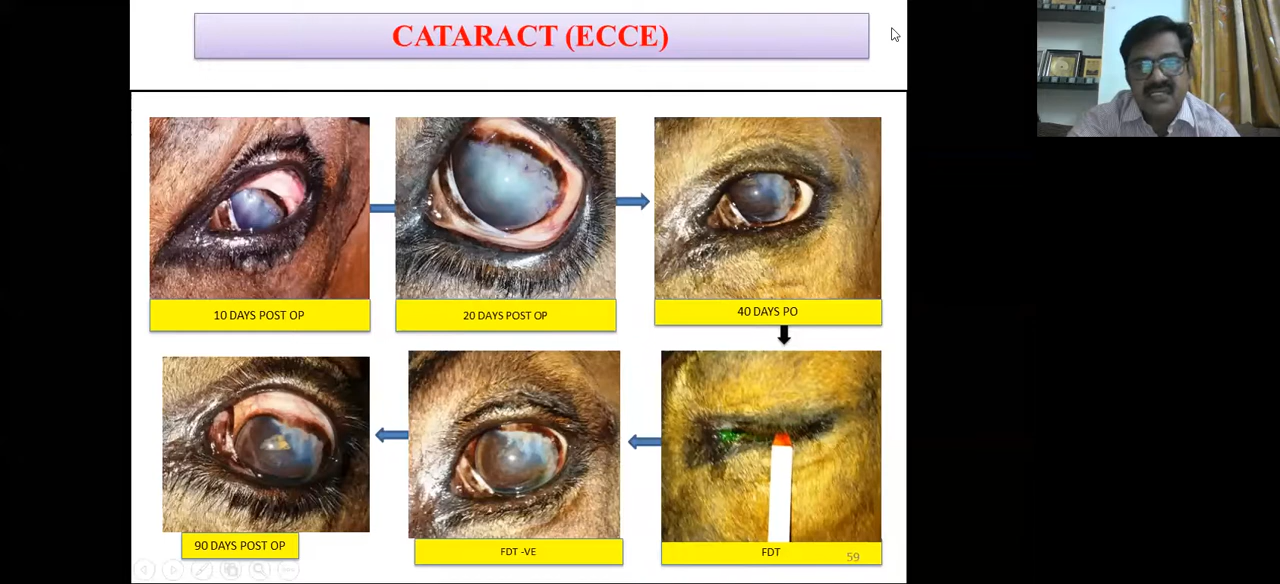 CATARACT (ECCE)
10 DAYS POST OP
20 DAYS POST OP
40 DAYS PO
90 DAYS POST OP
FDT -VE
FDT
59